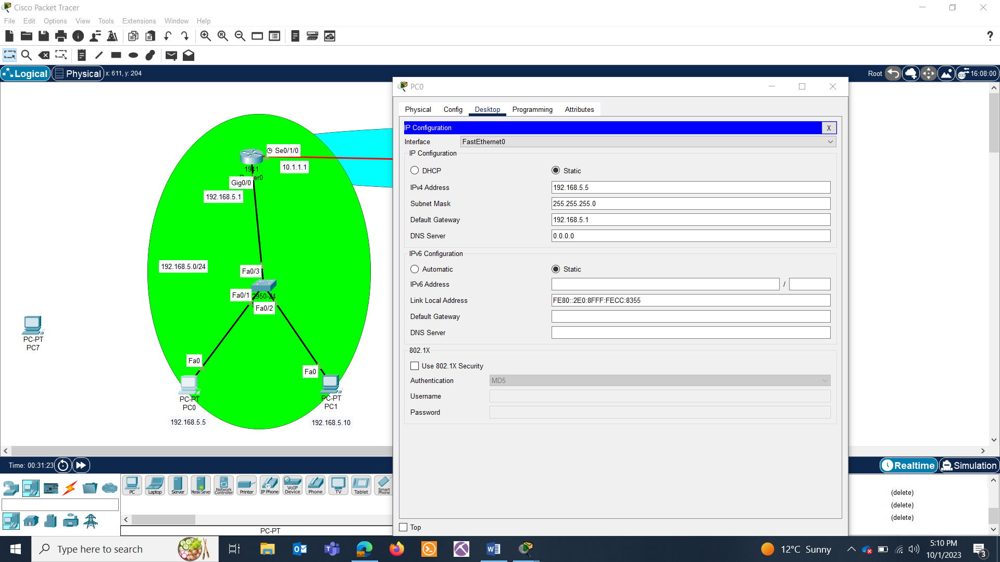 Cisco Packet Tracer
File Edit Options View Tools Extensions Window Help
?
Logical Physical x: 611, y: 204
Root 16:08:00
Se0/1/0
10.1.1.1
1941
Gig0/0
192.168.5.1
192.168.5.0/24
Fa0/3
Fa0/1
2950-24
Fa0/2
PC-PT
PC7
Fa0
Fa0
PC-PT
PC0
192.168.5.5
PC-PT
PC1
192.168.5.10
PC0
Physical Config Desktop Programming Attributes
IP Configuration X
Interface FastEthernet0
IP Configuration
DHCP Static
IPv4 Address 192.168.5.5
Subnet Mask 255.255.255.0
Default Gateway 192.168.5.1
DNS Server 0.0.0.0
IPv6 Configuration
Automatic Static
IPv6 Address /
Link Local Address FE80::2E0:8FFF:FECC:8355
Default Gateway
DNS Server
802.1X
Use 802.1X Security
Authentication MD5
Username
Password
Top
Time: 00:31:23
Realtime Simulation
PC Laptop Server Meraki Server Network Controller Printer IP Phone VoIP Device Phone TV Tablet Smart Phone
PC-PT
(delete)
(delete)
(delete)
Type here to search
12°C Sunny
5:10 PM
10/1/2023
3